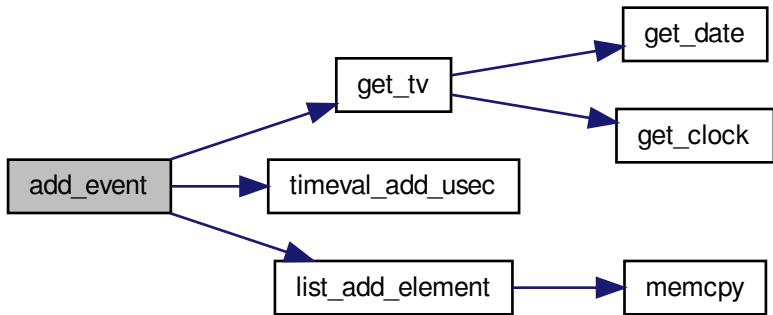 get_date
get_tv
get_clock
add_event
timeval_add_usec
list_add_element
memcpy